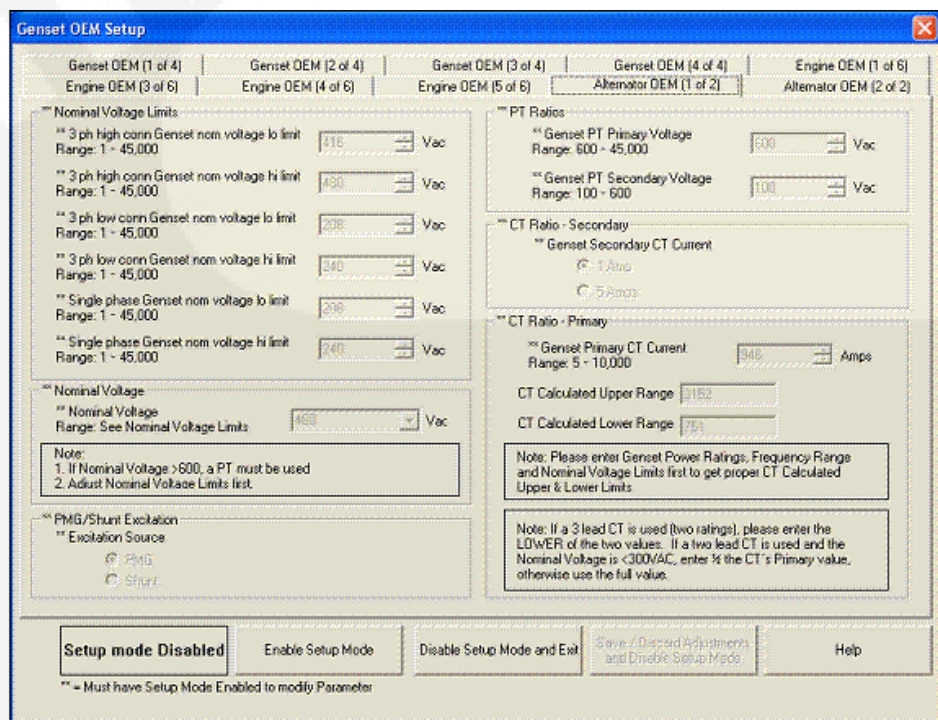 Genset OEM Setup
Genset OEM (1 of 4)
Genset OEM (2 of 4)
Genset OEM (3 of 4)
Genset OEM (4 of 4)
Engine OEM (1 of 6)
Engine OEM (3 of 6)
Engine OEM (4 of 6)
Engine OEM (5 of 6)
Alternator OEM (1 of 2)
Alternator OEM (2 of 2)
** Nominal Voltage Limits
** 3 ph high conn Genset nom voltage lo limit
Range: 1 - 45,000
416 Vac
** 3 ph high conn Genset nom voltage hi limit
Range: 1 - 45,000
480 Vac
** 3 ph low conn Genset nom voltage lo limit
Range: 1 - 45,000
208 Vac
** 3 ph low conn Genset nom voltage hi limit
Range: 1 - 45,000
240 Vac
** Single phase Genset nom voltage lo limit
Range: 1 - 45,000
208 Vac
** Single phase Genset nom voltage hi limit
Range: 1 - 45,000
240 Vac
** Nominal Voltage
** Nominal Voltage
Range: See Nominal Voltage Limits
480 Vac
Note:
1. If Nominal Voltage >600, a PT must be used
2. Adjust Nominal Voltage Limits first.
** PMG/Shunt Excitation
** Excitation Source
PMG
Shunt
** PT Ratios
** Genset PT Primary Voltage
Range: 600 - 45,000
600 Vac
** Genset PT Secondary Voltage
Range: 100 - 600
100 Vac
** CT Ratio - Secondary
** Genset Secondary CT Current
1 Amp
5 Amps
** CT Ratio - Primary
** Genset Primary CT Current
Range: 5 - 10,000
946 Amps
CT Calculated Upper Range 3152
CT Calculated Lower Range 751
Note: Please enter Genset Power Ratings, Frequency Range
and Nominal Voltage Limits first to get proper CT Calculated
Upper & Lower Limits.
Note: If a 3 lead CT is used (two ratings), please enter the
LOWER of the two values. If a two lead CT is used and the
Nominal Voltage is <300VAC, enter ½ the CT's Primary value,
otherwise use the full value.
Setup mode Disabled
Enable Setup Mode
Disable Setup Mode and Exit
Save / Discard Adjustments
and Disable Setup Mode
Help
** = Must have Setup Mode Enabled to modify Parameter